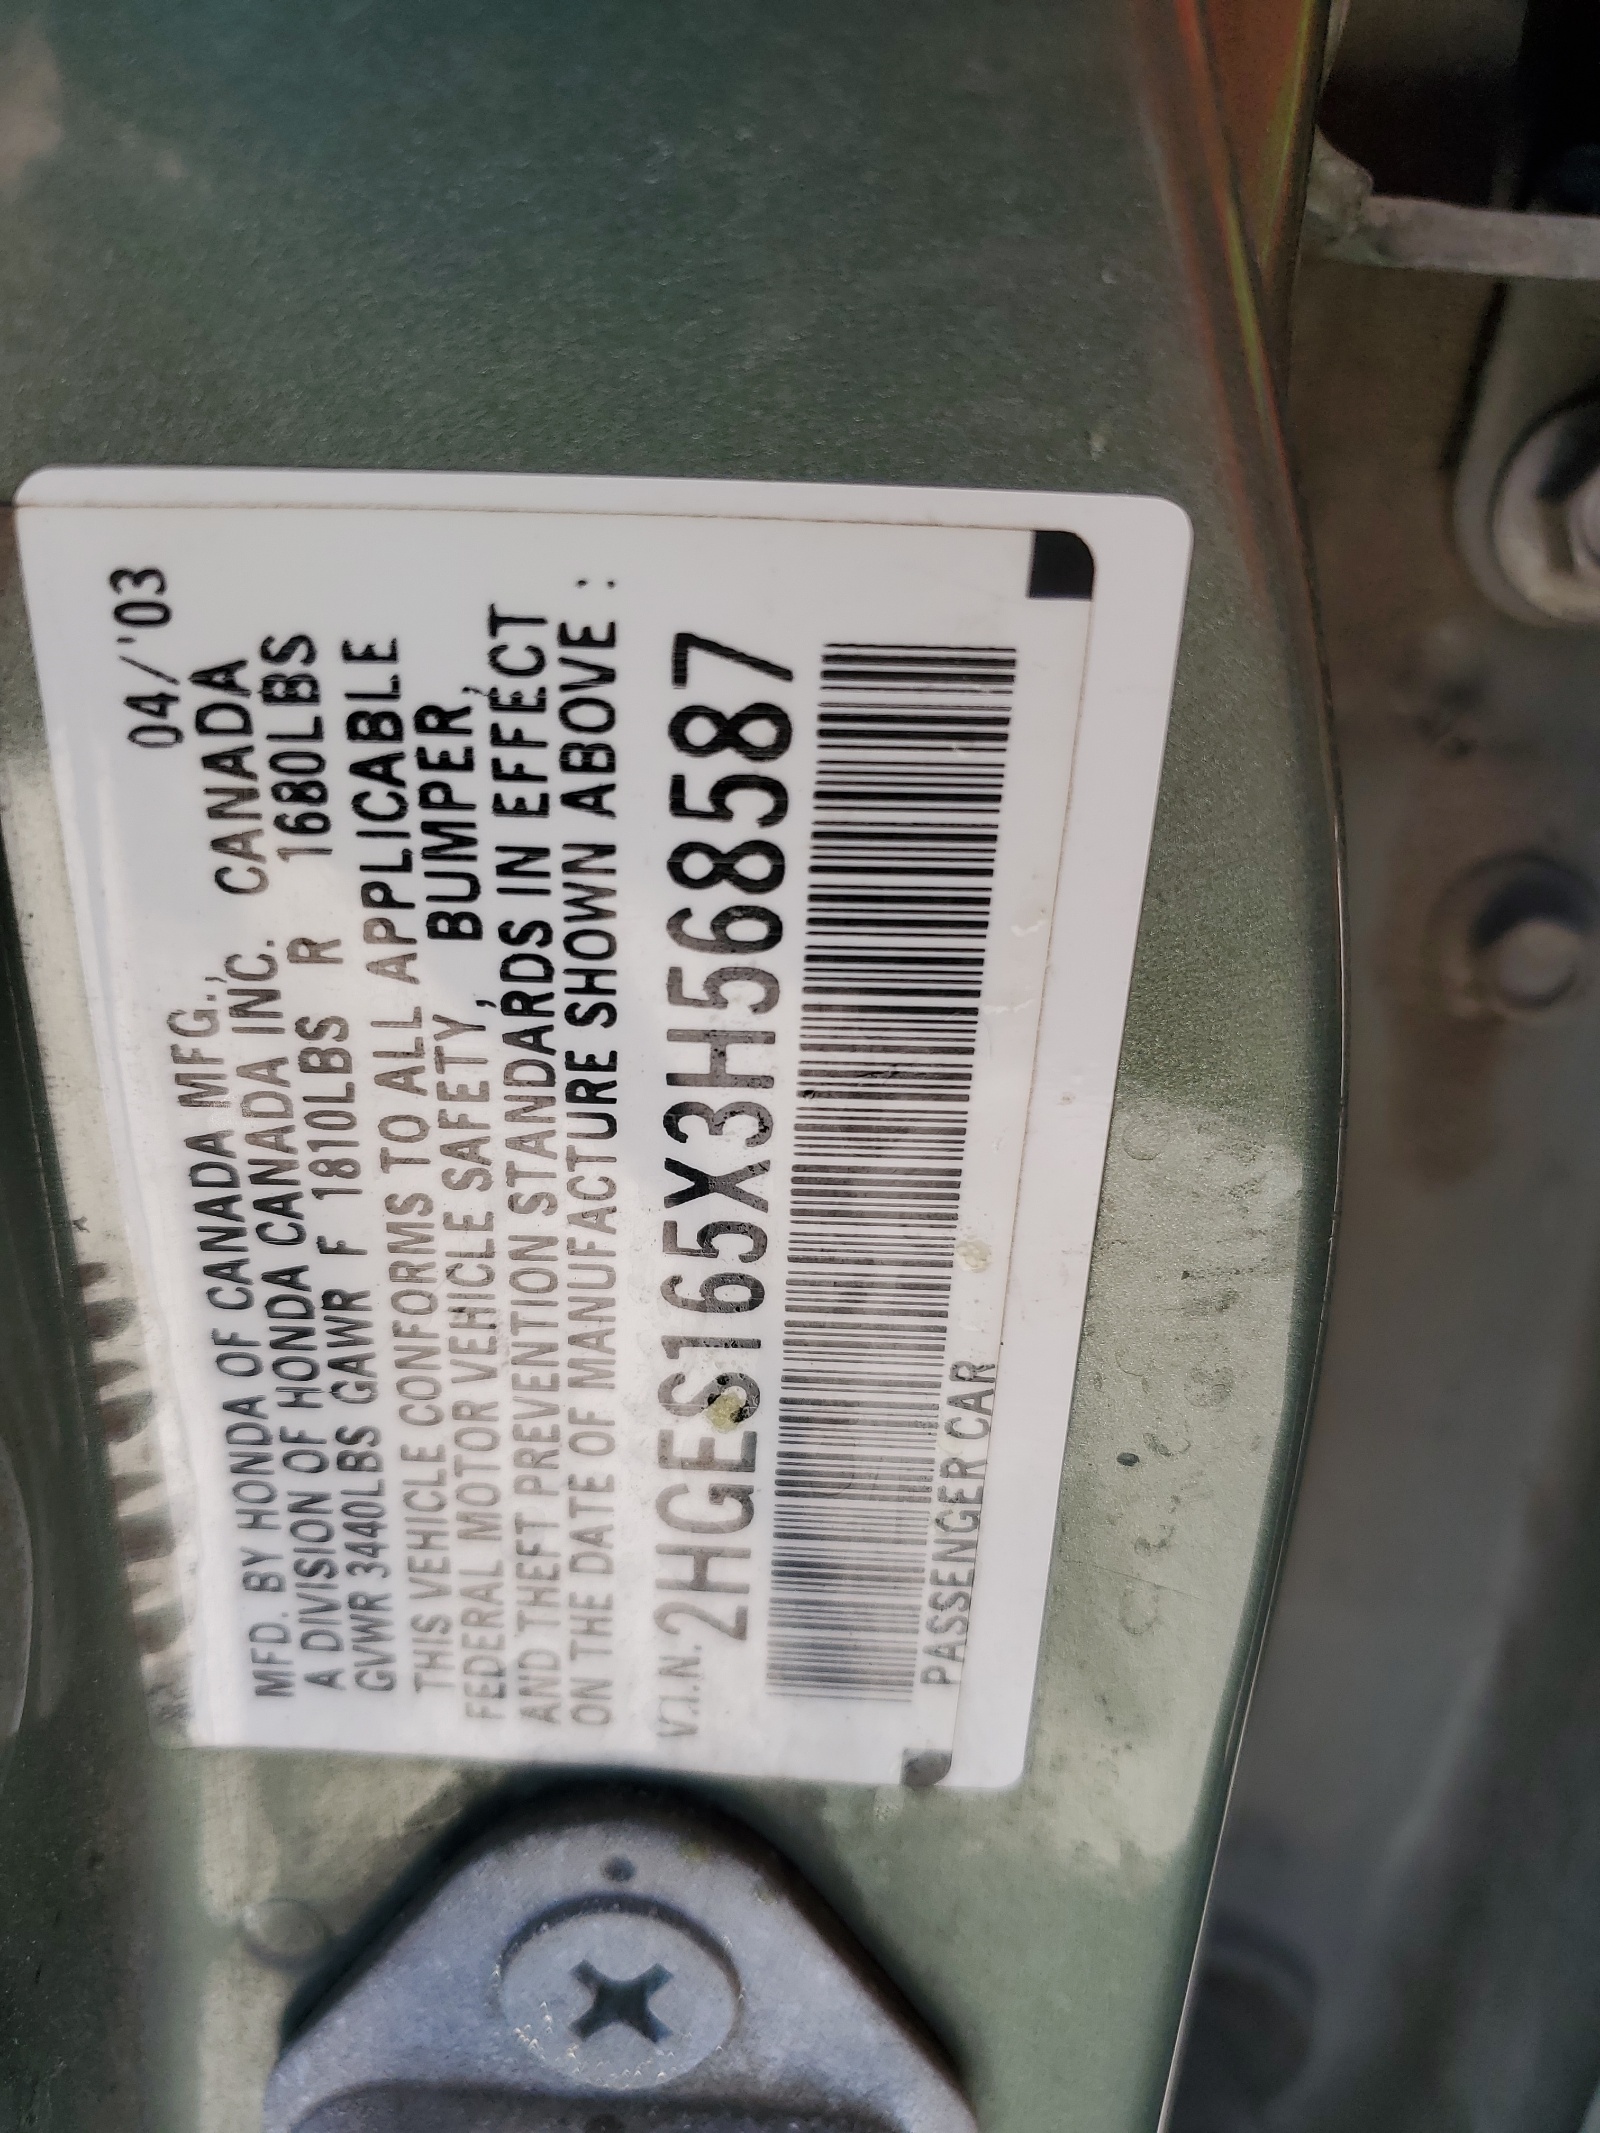 04/'03
MFD. BY HONDA OF CANADA MFG., CANADA
A DIVISION OF HONDA CANADA INC.
GVWR 3440LBS GAWR F 1810LBS R 1680LBS
THIS VEHICLE CONFORMS TO ALL APPLICABLE
FEDERAL MOTOR VEHICLE SAFETY, BUMPER,
AND THEFT PREVENTION STANDARDS IN EFFECT
ON THE DATE OF MANUFACTURE SHOWN ABOVE :
V.I.N. 2HGES165X3H568587
PASSENGER CAR